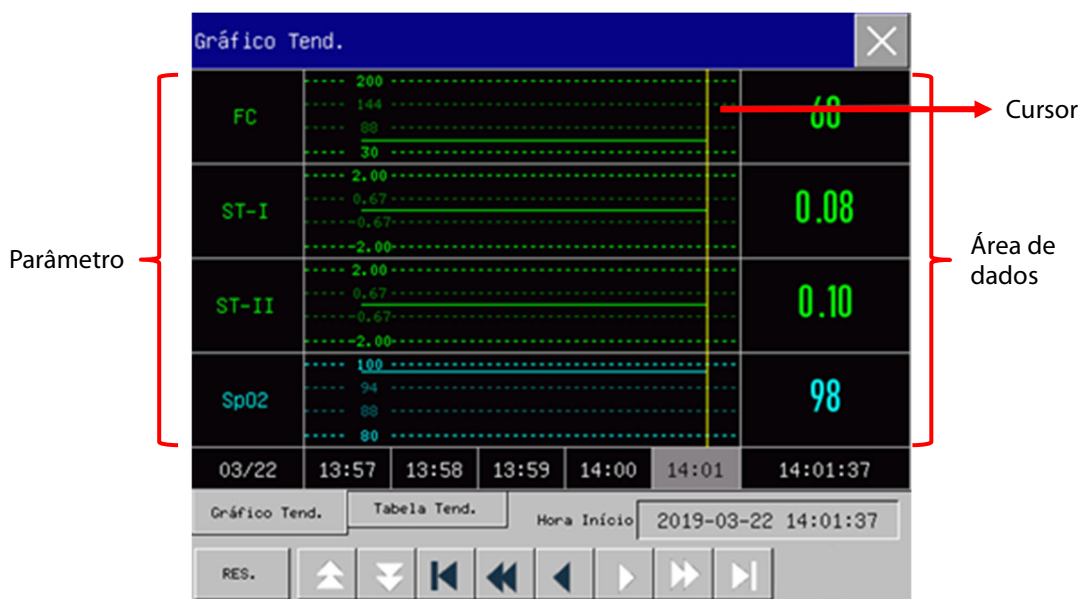 Gráfico Tend.
Parâmetro
FC
200
144
88
30
60
Cursor
ST-I
2.00
0.67
-0.67
-2.00
0.08
Área de
dados
ST-II
2.00
0.67
-0.67
-2.00
0.10
SpO2
100
94
88
80
98
03/22 13:57 13:58 13:59 14:00 14:01 14:01:37
Gráfico Tend. Tabela Tend. Hora Início 2019-03-22 14:01:37
RES.